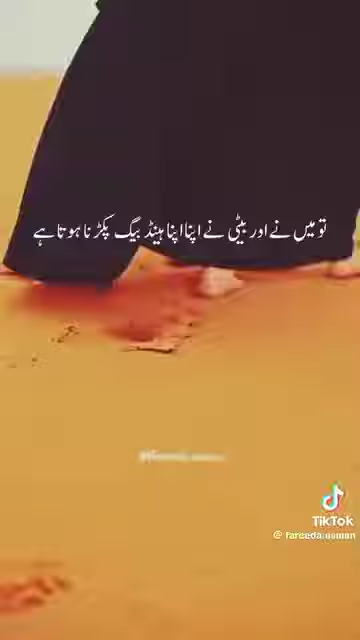 تو میں نے اور بیٹی نے اپنا اپنا ہینڈ بیگ پکڑنا ہوتا ہے
TikTok
@ fareeda.usman